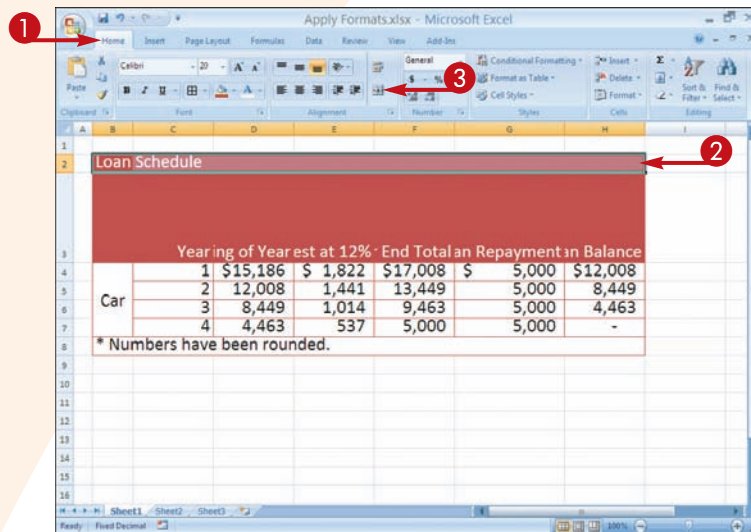 Apply Formats.xlsx - Microsoft Excel
1
Home Insert Page Layout Formulas Data Review View Add-Ins
Paste
Calibri 20 A A
B I U A
General
$ %
3
Conditional Formatting
Format as Table
Cell Styles
Insert
Delete
Format
Σ
Sort & Filter
Find & Select
Clipboard Font Alignment Number Styles Cells Editing
A B C D E F G H I
1
2 Loan Schedule
2
3 Year ing of Year est at 12% End Total an Repayment an Balance
4 1 $15,186 $ 1,822 $17,008 $ 5,000 $12,008
5 2 12,008 1,441 13,449 5,000 8,449
Car
6 3 8,449 1,014 9,463 5,000 4,463
7 4 4,463 537 5,000 5,000 -
8 * Numbers have been rounded.
9
10
11
12
13
14
15
16
Sheet1 Sheet2 Sheet3
Ready Fixed Decimal 100%